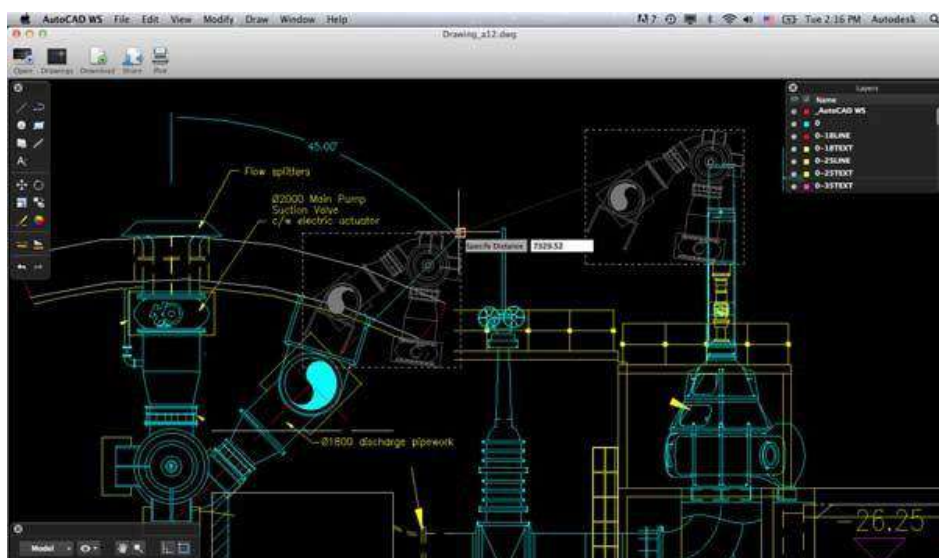 AutoCAD WS File Edit View Modify Draw Window Help
7
Tue 2:16 PM Autodesk
Drawing_a12.dwg
Open Drawings Download Share Plot
Layers
Name
_AutoCAD WS
0
0-18LINE
0-18TEXT
0-25LINE
0-25TEXT
0-35TEXT
45.00'
Flow splitters
Ø2000 Main Pump
Suction Valve
c/w electric actuator
Specify Distance 7329.52
Ø1800 discharge pipework
-26.25
A
Model